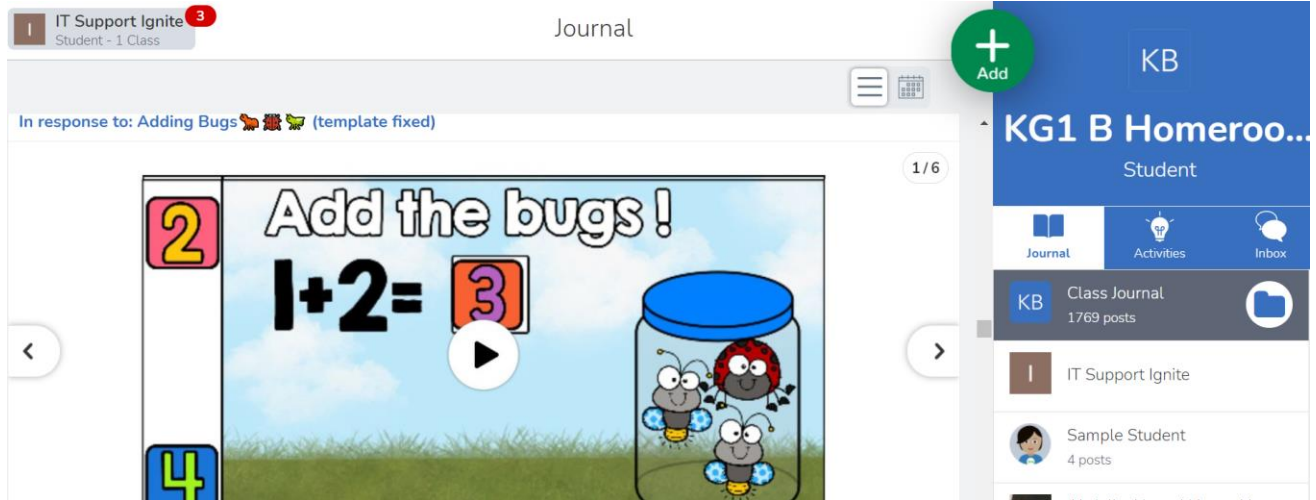 I
IT Support Ignite
3
Student - 1 Class
Journal
Add
KB
KG1 B Homeroo...
Student
Journal
Activities
Inbox
In response to: Adding Bugs🐜🐞🦗 (template fixed)
1/6
2
Add the bugs!
1+2= 3
4
KB
Class Journal
1769 posts
I
IT Support Ignite
Sample Student
4 posts